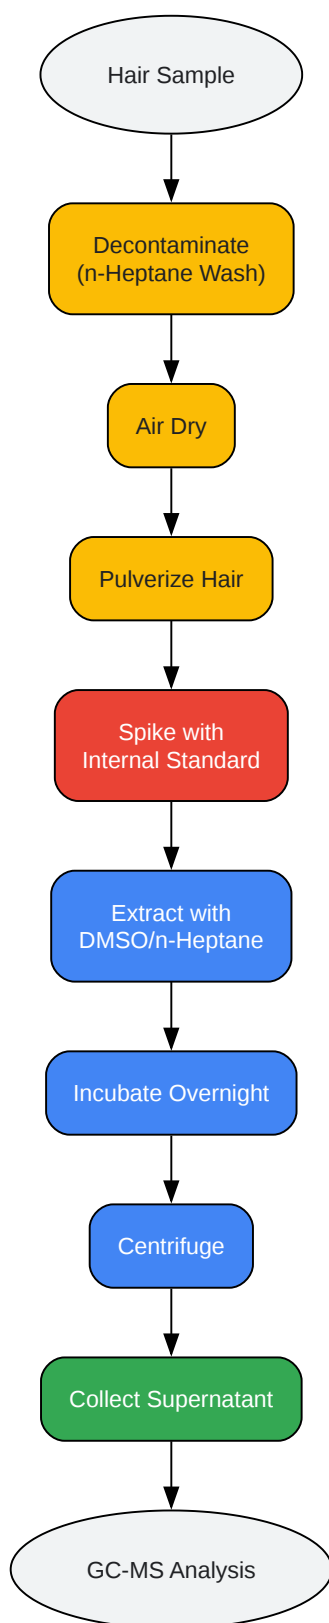 Hair Sample
Decontaminate
(n-Heptane Wash)
Air Dry
Pulverize Hair
Spike with
Internal Standard
Extract with
DMSO/n-Heptane
Incubate Overnight
Centrifuge
Collect Supernatant
GC-MS Analysis